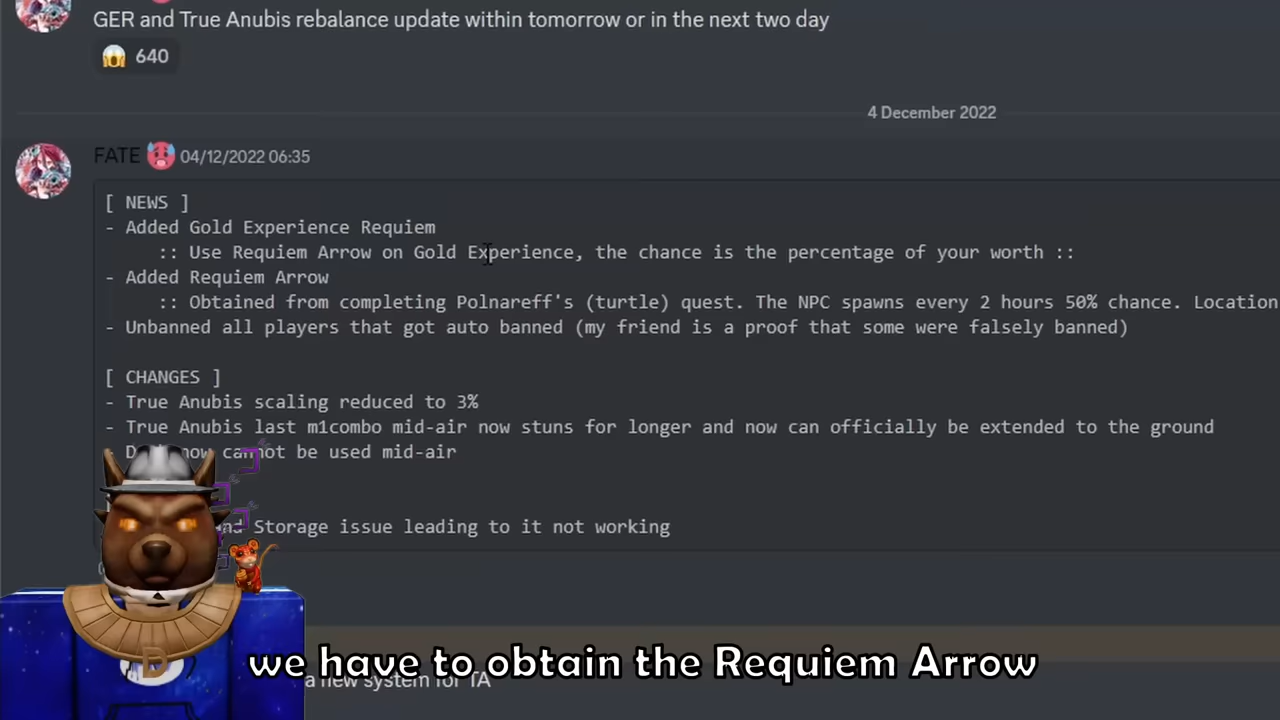 GER and True Anubis rebalance update within tomorrow or in the next two day
😱 640
4 December 2022
FATE 🥵 04/12/2022 06:35
[ NEWS ]
- Added Gold Experience Requiem
:: Use Requiem Arrow on Gold Experience, the chance is the percentage of your worth ::
- Added Requiem Arrow
:: Obtained from completing Polnareff's (turtle) quest. The NPC spawns every 2 hours 50% chance. Location
- Unbanned all players that got auto banned (my friend is a proof that some were falsely banned)
[ CHANGES ]
- True Anubis scaling reduced to 3%
- True Anubis last m1combo mid-air now stuns for longer and now can officially be extended to the ground
now cannot be used mid-air
Storage issue leading to it not working
we have to obtain the Requiem Arrow
a new system for TA